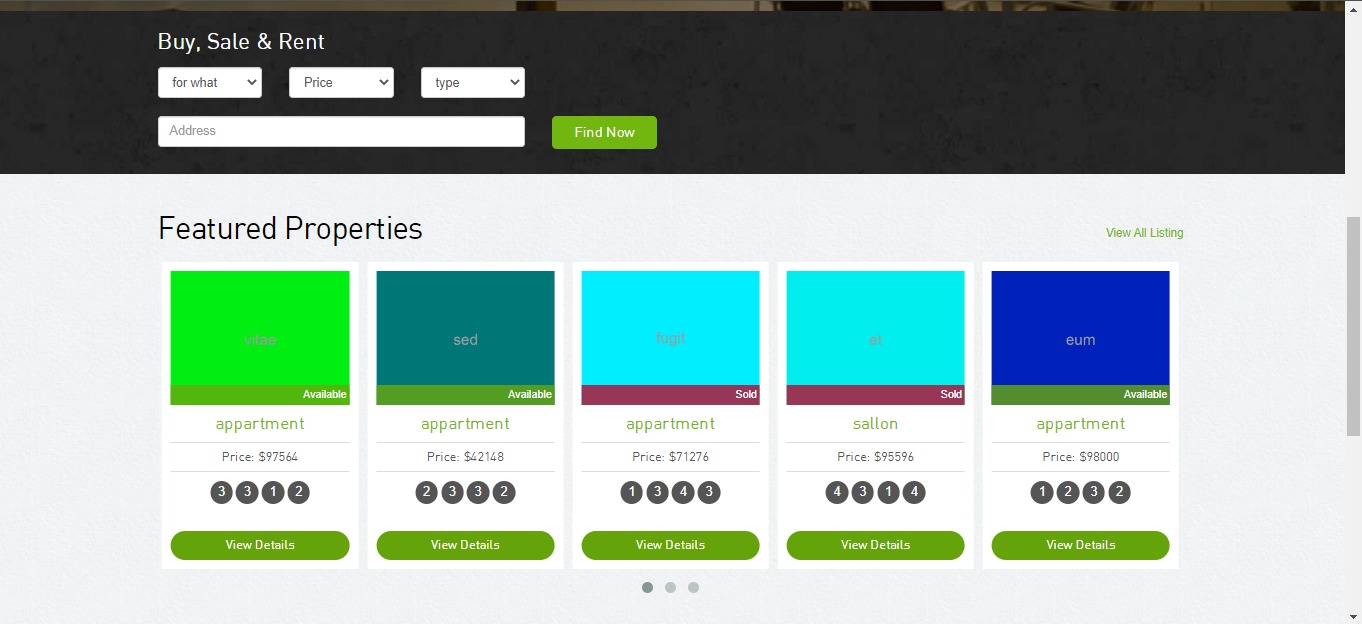 Buy, Sale & Rent
for what Price type
Address Find Now
Featured Properties View All Listing
vitae sed fugit et eum
Available Available Sold Sold Available
appartment appartment appartment sallon appartment
Price: $97564 Price: $42148 Price: $71276 Price: $95596 Price: $98000
3 3 1 2 2 3 3 2 1 3 4 3 4 3 1 4 1 2 3 2
View Details View Details View Details View Details View Details